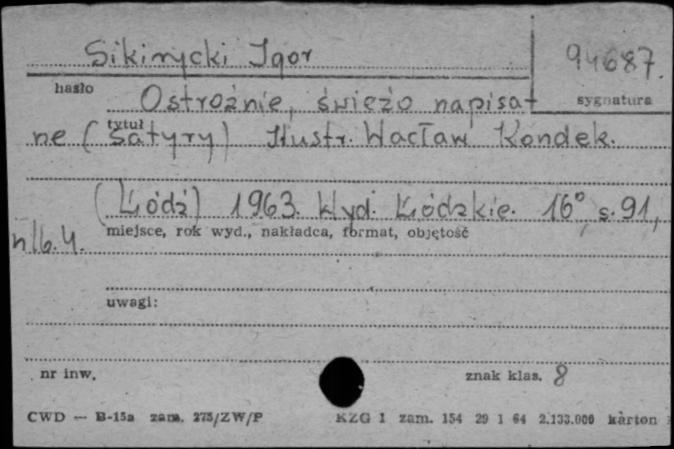 Sikirycki Igor
94687.
hasło
Ostrożnie, świeżo napisa
sygnatura
tytuł
ne (satyry) Ilustr. Wacław Kondek.
(Łódź) 1963. Wyd. Łódzkie. 16°, s. 91,
miejsce, rok wyd., nakładca, format, objętość
nlb. 4.
uwagi:
nr inw.
znak klas. 8
CWD — B-15a zam. 275/ZW/P KZG 1 zam. 154 29 1 64 2.133.000 karton